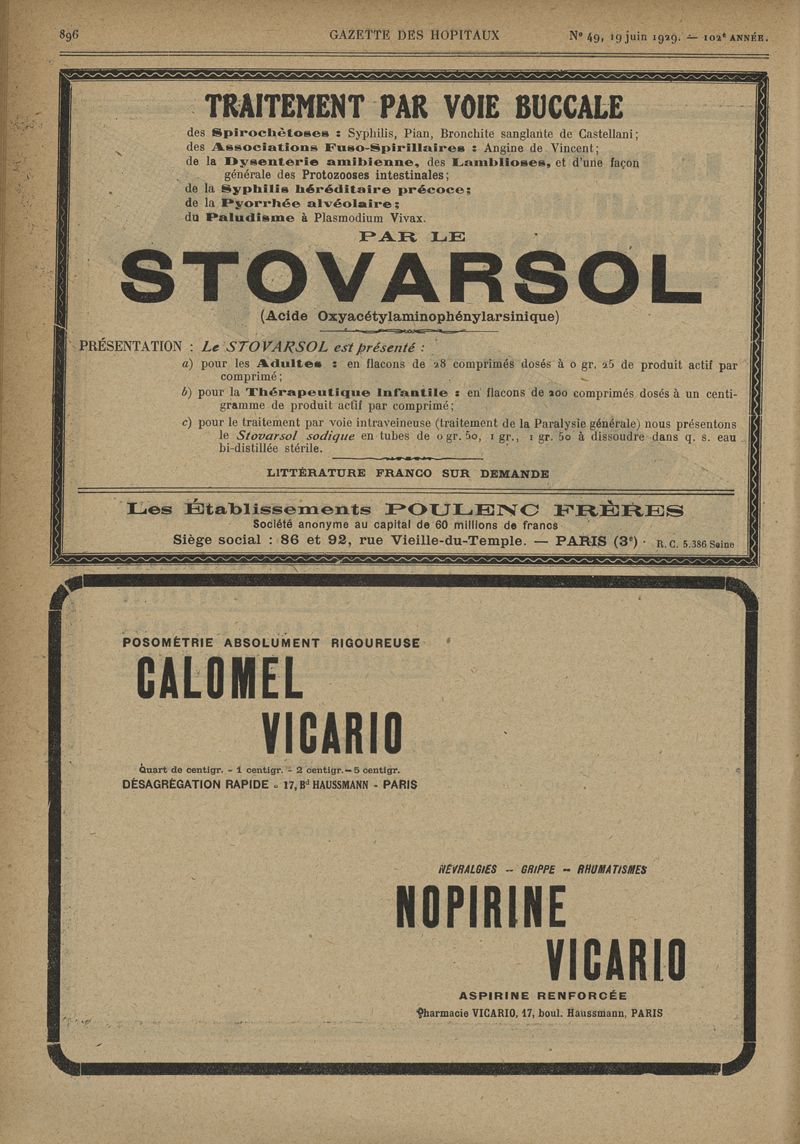 896
GAZETTE DES HOPITAUX
N° 49, 19 juin 1929. — 102e ANNÉE.
TRAITEMENT PAR VOIE BUCCALE
des Spirochètoses : Syphilis, Pian, Bronchite sanglante de Castellani;
des Associations Fuso-Spirillaires : Angine de Vincent;
de la Dysenterie amibienne, des Lamblioses, et d'une façon
générale des Protozooses intestinales;
de la Syphilis héréditaire précoce;
de la Pyorrhée alvéolaire;
du Paludisme à Plasmodium Vivax.
PAR LE
STOVARSOL
(Acide Oxyacétylaminophénylarsinique)
PRÉSENTATION : Le STOVARSOL est présenté :
a) pour les Adultes : en flacons de 28 comprimés dosés à 0 gr. 25 de produit actif par
comprimé;
b) pour la Thérapeutique Infantile : en flacons de 200 comprimés dosés à un centi-
gramme de produit actif par comprimé;
c) pour le traitement par voie intraveineuse (traitement de la Paralysie générale) nous présentons
le Stovarsol sodique en tubes de 0 gr. 50, 1 gr., 1 gr. 50 à dissoudre dans q. s. eau
bi-distillée stérile.
LITTÉRATURE FRANCO SUR DEMANDE
Les Établissements POULENC FRÈRES
Société anonyme au capital de 60 millions de francs
Siège social : 86 et 92, rue Vieille-du-Temple. — PARIS (3e) · R. C. 5.386 Seine
POSOMÉTRIE ABSOLUMENT RIGOUREUSE
CALOMEL
VICARIO
Quart de centigr. - 1 centigr. - 2 centigr. - 5 centigr.
DÉSAGRÉGATION RAPIDE - 17, Bd HAUSSMANN - PARIS
NÉVRALGIES -- GRIPPE -- RHUMATISMES
NOPIRINE
VICARIO
ASPIRINE RENFORCÉE
Pharmacie VICARIO, 17, boul. Haussmann, PARIS